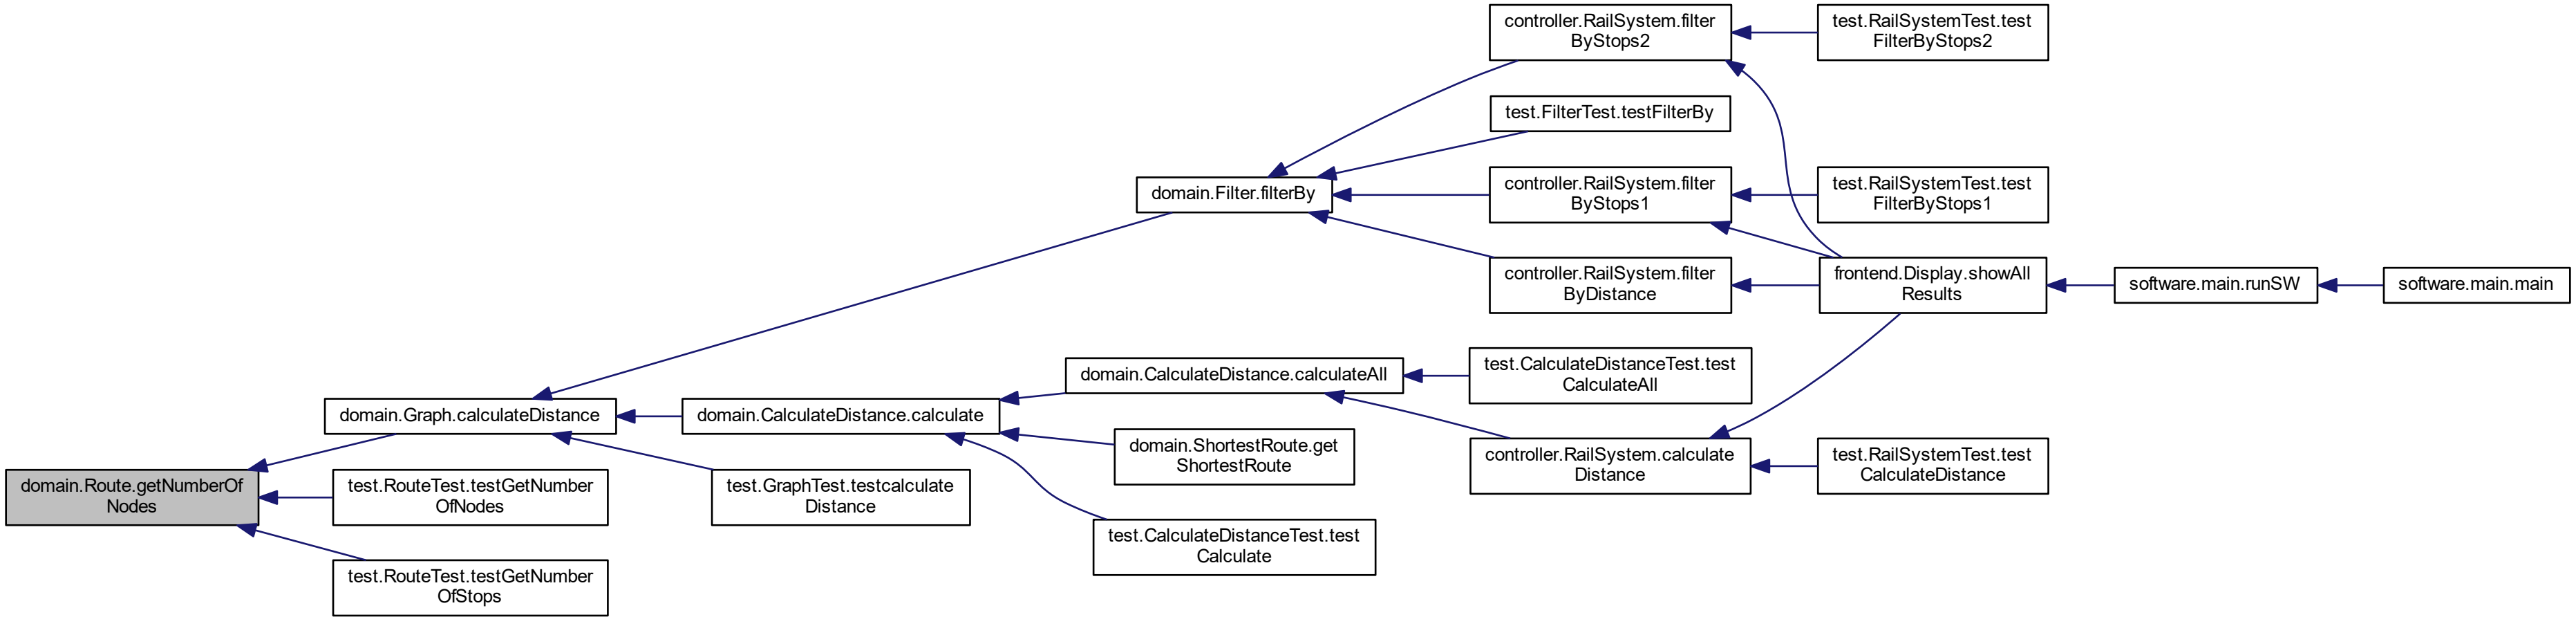 controller.RailSystem.filter
ByStops2
test.RailSystemTest.test
FilterByStops2
test.FilterTest.testFilterBy
domain.Filter.filterBy
controller.RailSystem.filter
ByStops1
test.RailSystemTest.test
FilterByStops1
controller.RailSystem.filter
ByDistance
frontend.Display.showAll
Results
software.main.runSW
software.main.main
domain.CalculateDistance.calculateAll
test.CalculateDistanceTest.test
CalculateAll
domain.Graph.calculateDistance
domain.CalculateDistance.calculate
domain.ShortestRoute.get
ShortestRoute
controller.RailSystem.calculate
Distance
test.RailSystemTest.test
CalculateDistance
domain.Route.getNumberOf
Nodes
test.RouteTest.testGetNumber
OfNodes
test.GraphTest.testcalculate
Distance
test.CalculateDistanceTest.test
Calculate
test.RouteTest.testGetNumber
OfStops